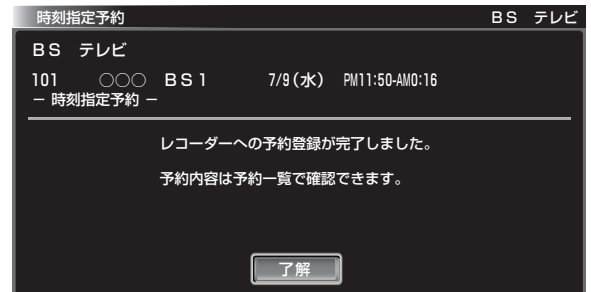 時刻指定予約 BS テレビ
BS テレビ
101 ○○○ BS1 7/9(水) PM11:50-AM0:16
– 時刻指定予約 –
レコーダーへの予約登録が完了しました。
予約内容は予約一覧で確認できます。
了解